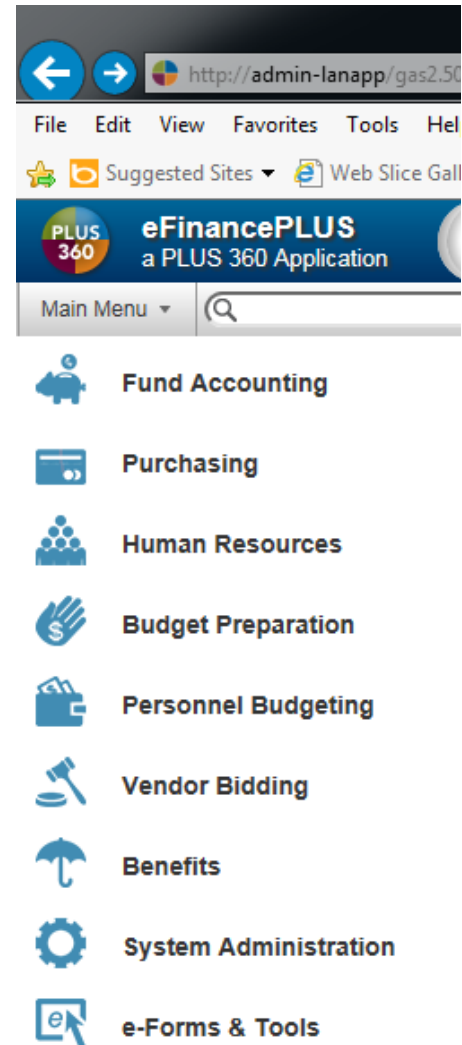 http://admin-lanapp/gas2.50
File Edit View Favorites Tools Hel
Suggested Sites Web Slice Gall
PLUS 360
eFinancePLUS
a PLUS 360 Application
Main Menu
Fund Accounting
Purchasing
Human Resources
Budget Preparation
Personnel Budgeting
Vendor Bidding
Benefits
System Administration
e-Forms & Tools